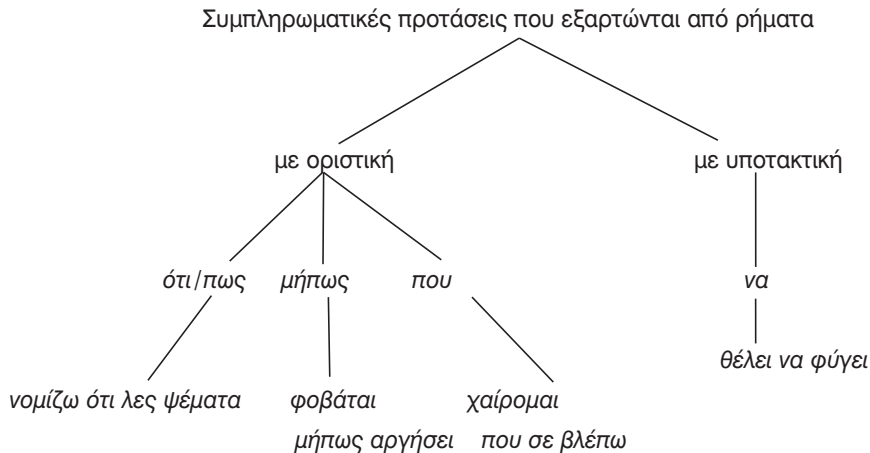 Συμπληρωματικές προτάσεις που εξαρτώνται από ρήματα
με οριστική
με υποτακτική
ότι/πως
μήπως
που
να
θέλει να φύγει
νομίζω ότι λες ψέματα
φοβάται
χαίρομαι
μήπως αργήσει
που σε βλέπω